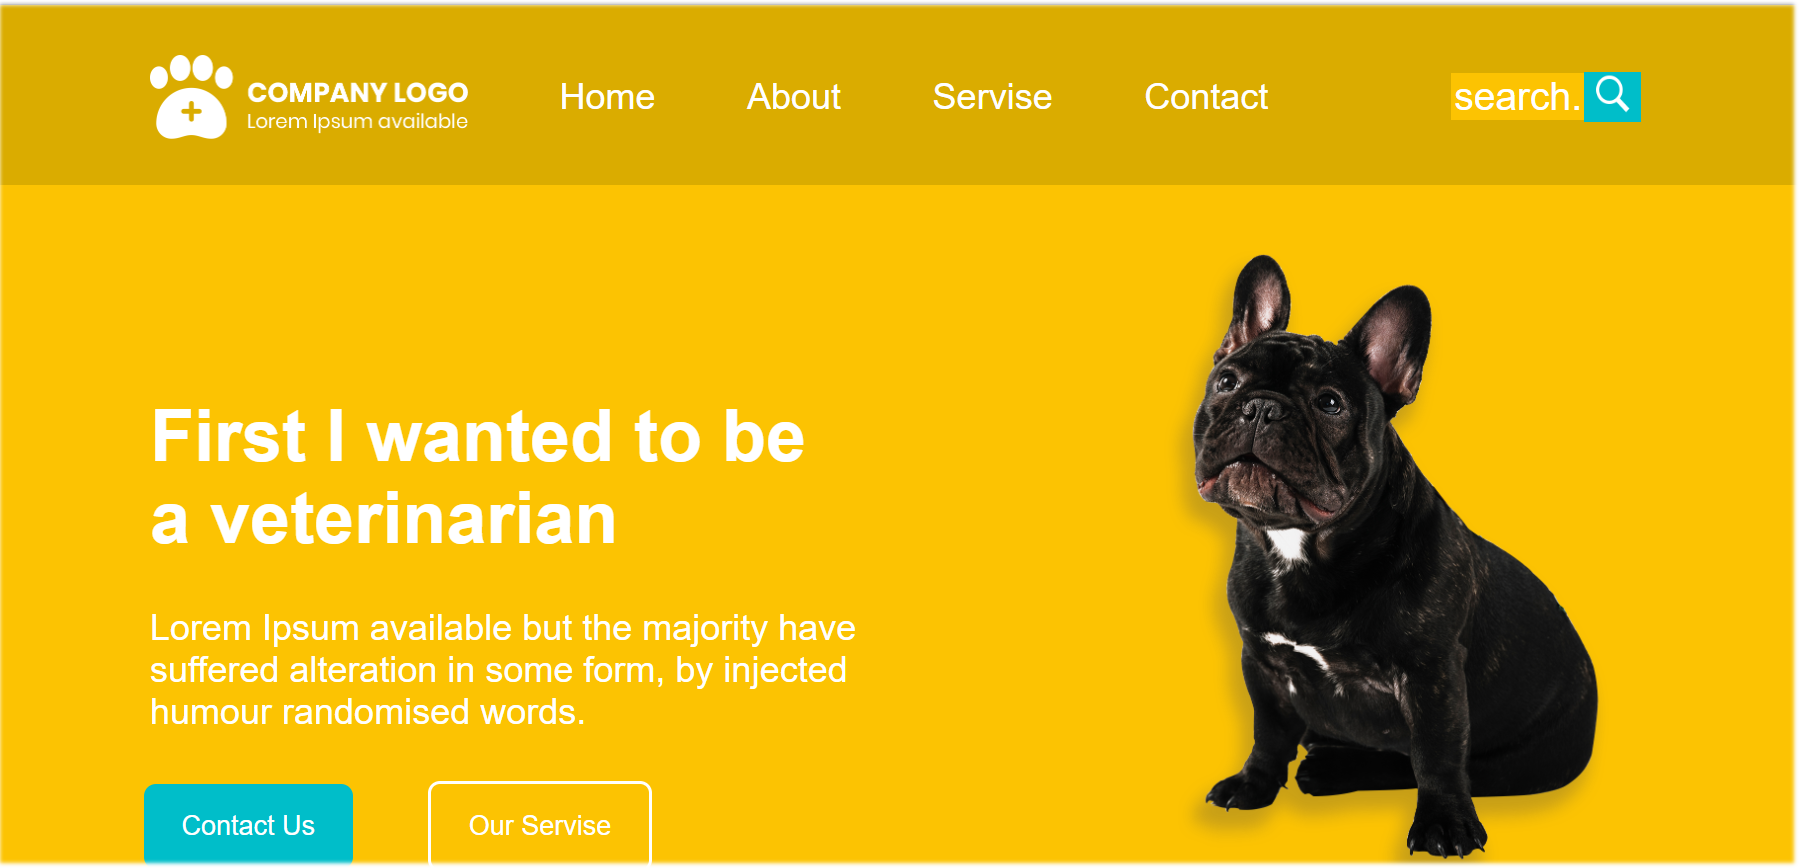 COMPANY LOGO
Lorem Ipsum available
Home About Servise Contact search.
First I wanted to be
a veterinarian
Lorem Ipsum available but the majority have
suffered alteration in some form, by injected
humour randomised words.
Contact Us Our Servise